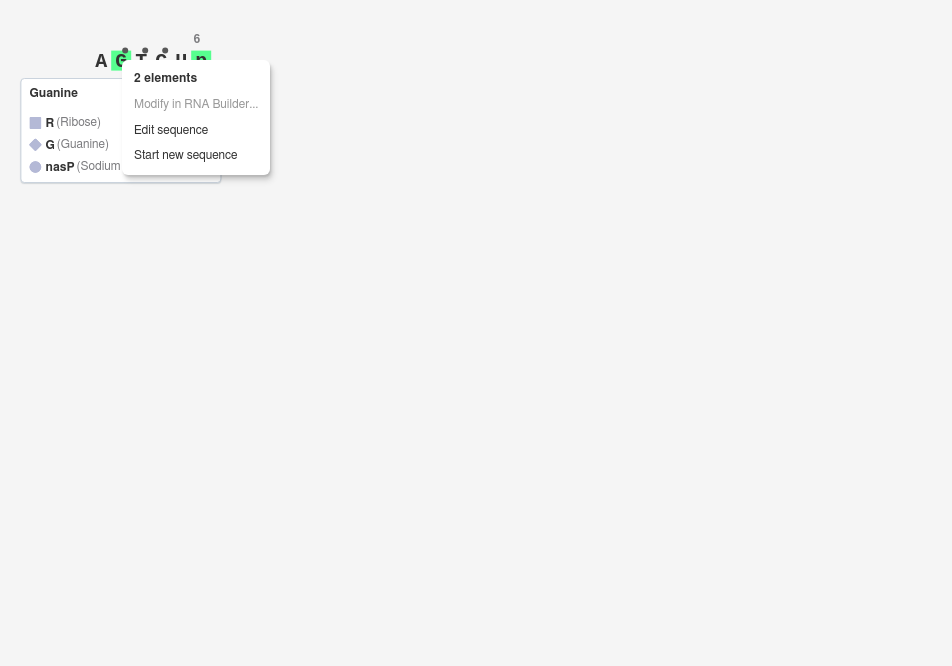 6
A G T C U n
Guanine
R (Ribose)
G (Guanine)
nasP (Sodium
2 elements
Modify in RNA Builder...
Edit sequence
Start new sequence